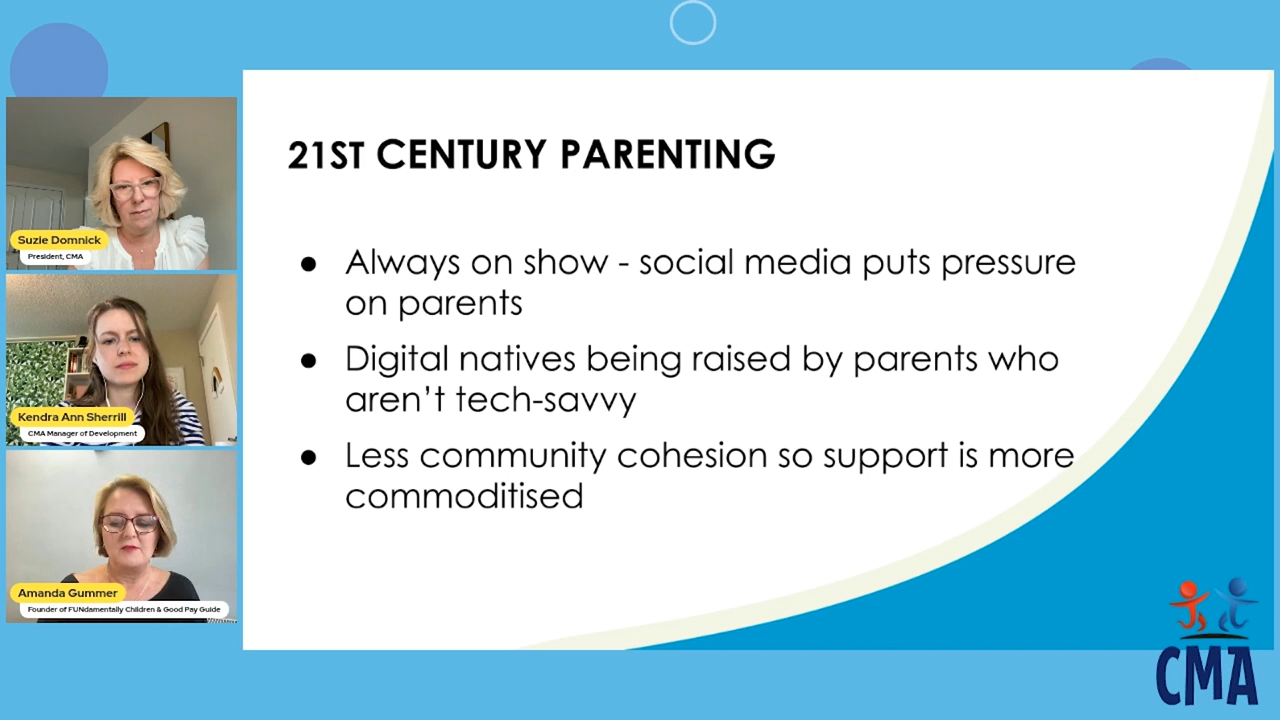 Suzie Domnick
President, CMA
Kendra Ann Sherrill
CMA Manager of Development
Amanda Gummer
Founder of FUNdamentally Children & Good Pay Guide
21ST CENTURY PARENTING
● Always on show - social media puts pressure
on parents
● Digital natives being raised by parents who
aren’t tech-savvy
● Less community cohesion so support is more
commoditised
CMA